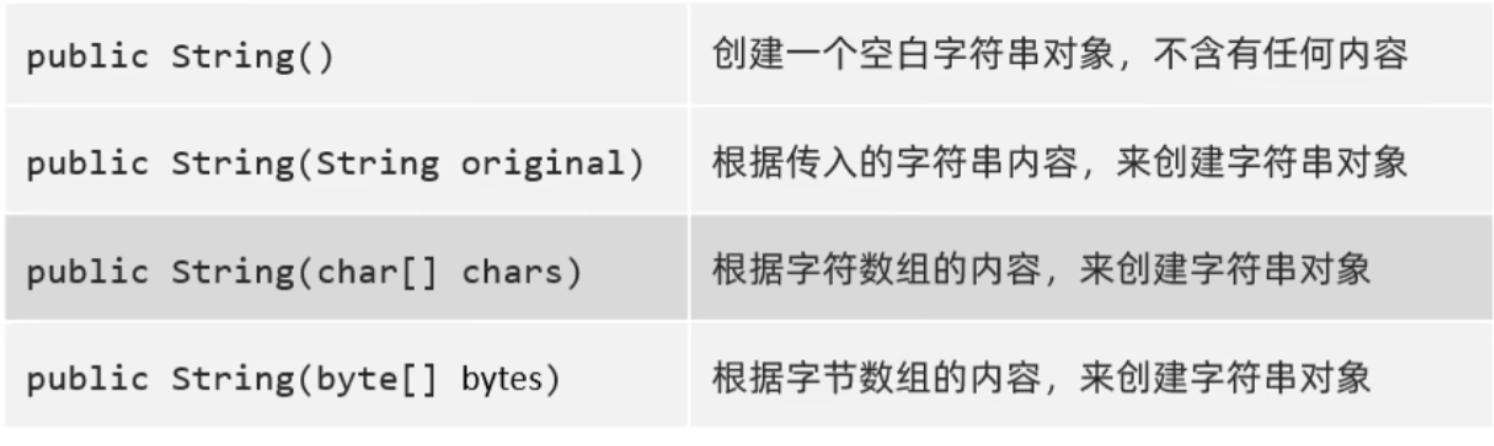 public String() 创建一个空白字符串对象，不含有任何内容
public String(String original) 根据传入的字符串内容，来创建字符串对象
public String(char[] chars) 根据字符数组的内容，来创建字符串对象
public String(byte[] bytes) 根据字节数组的内容，来创建字符串对象